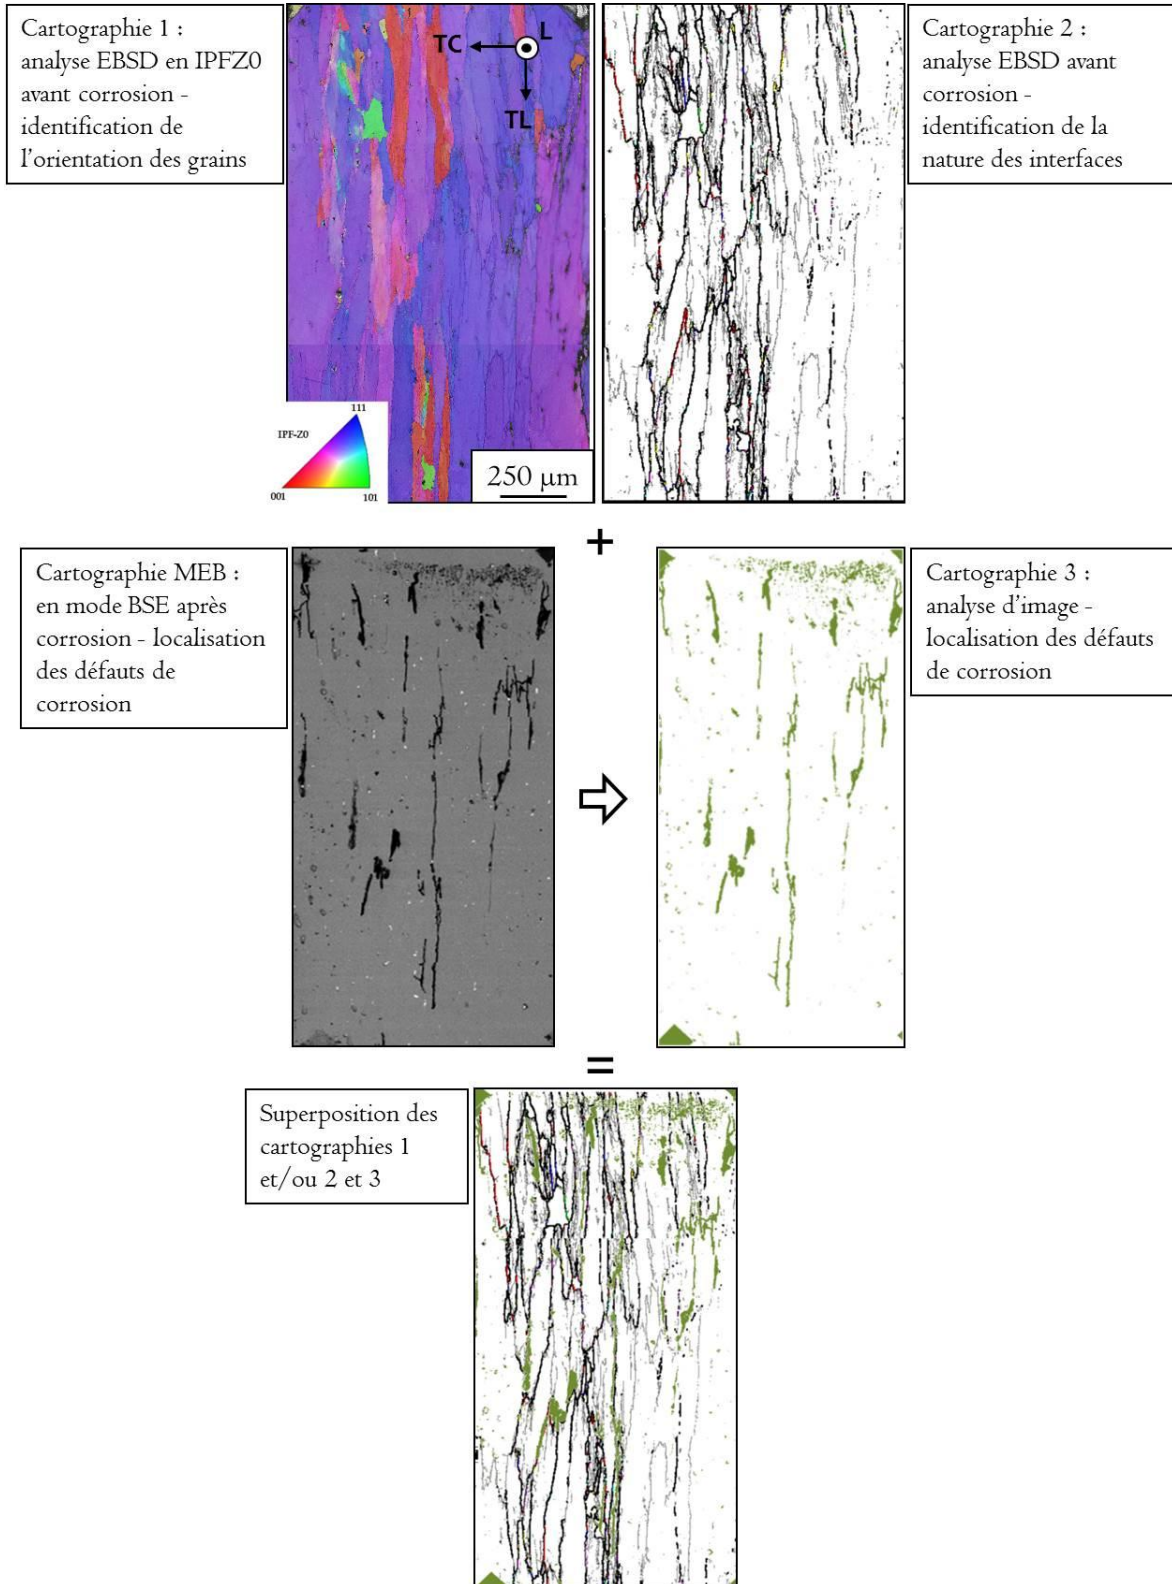 Cartographie 1 :
analyse EBSD en IPFZ0
avant corrosion -
identification de
l'orientation des grains
L
TC
TL
111
IPF-Z0
001
101
250 µm
Cartographie 2 :
analyse EBSD avant
corrosion -
identification de la
nature des interfaces
+
Cartographie MEB :
en mode BSE après
corrosion - localisation
des défauts de
corrosion
Cartographie 3 :
analyse d'image -
localisation des défauts
de corrosion
=
Superposition des
cartographies 1
et/ou 2 et 3